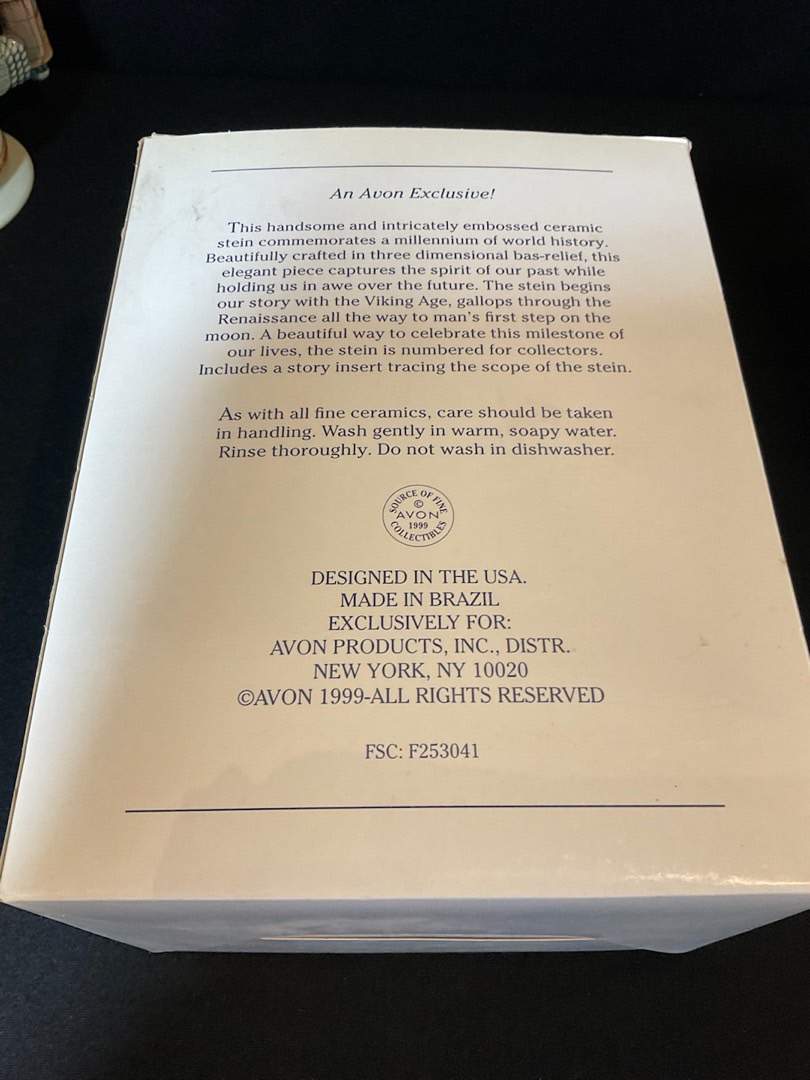 An Avon Exclusive!
This handsome and intricately embossed ceramic
stein commemorates a millennium of world history.
Beautifully crafted in three dimensional bas-relief, this
elegant piece captures the spirit of our past while
holding us in awe over the future. The stein begins
our story with the Viking Age, gallops through the
Renaissance all the way to man's first step on the
moon. A beautiful way to celebrate this milestone of
our lives, the stein is numbered for collectors.
Includes a story insert tracing the scope of the stein.
As with all fine ceramics, care should be taken
in handling. Wash gently in warm, soapy water.
Rinse thoroughly. Do not wash in dishwasher.
SOURCE OF FINE
©
AVON
1999
COLLECTIBLES
DESIGNED IN THE USA.
MADE IN BRAZIL
EXCLUSIVELY FOR:
AVON PRODUCTS, INC., DISTR.
NEW YORK, NY 10020
©AVON 1999-ALL RIGHTS RESERVED
FSC: F253041